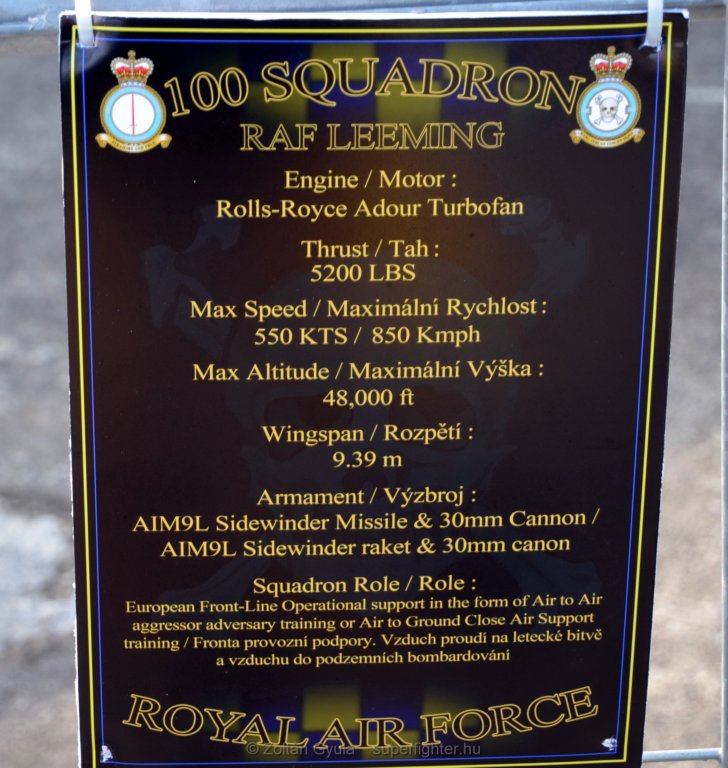 100 SQUADRON
RAF LEEMING
Engine / Motor :
Rolls-Royce Adour Turbofan
Thrust / Tah :
5200 LBS
Max Speed / Maximální Rychlost :
550 KTS / 850 Kmph
Max Altitude / Maximální Výška :
48,000 ft
Wingspan / Rozpětí :
9.39 m
Armament / Výzbroj :
AIM9L Sidewinder Missile & 30mm Cannon /
AIM9L Sidewinder raket & 30mm canon
Squadron Role / Role :
European Front-Line Operational support in the form of Air to Air
aggressor adversary training or Air to Ground Close Air Support
training / Fronta provozní podpory. Vzduch proudí na letecké bitvě
a vzduchu do podzemních bombardování
ROYAL AIR FORCE
© Zoltán Gyula - superfighter.hu